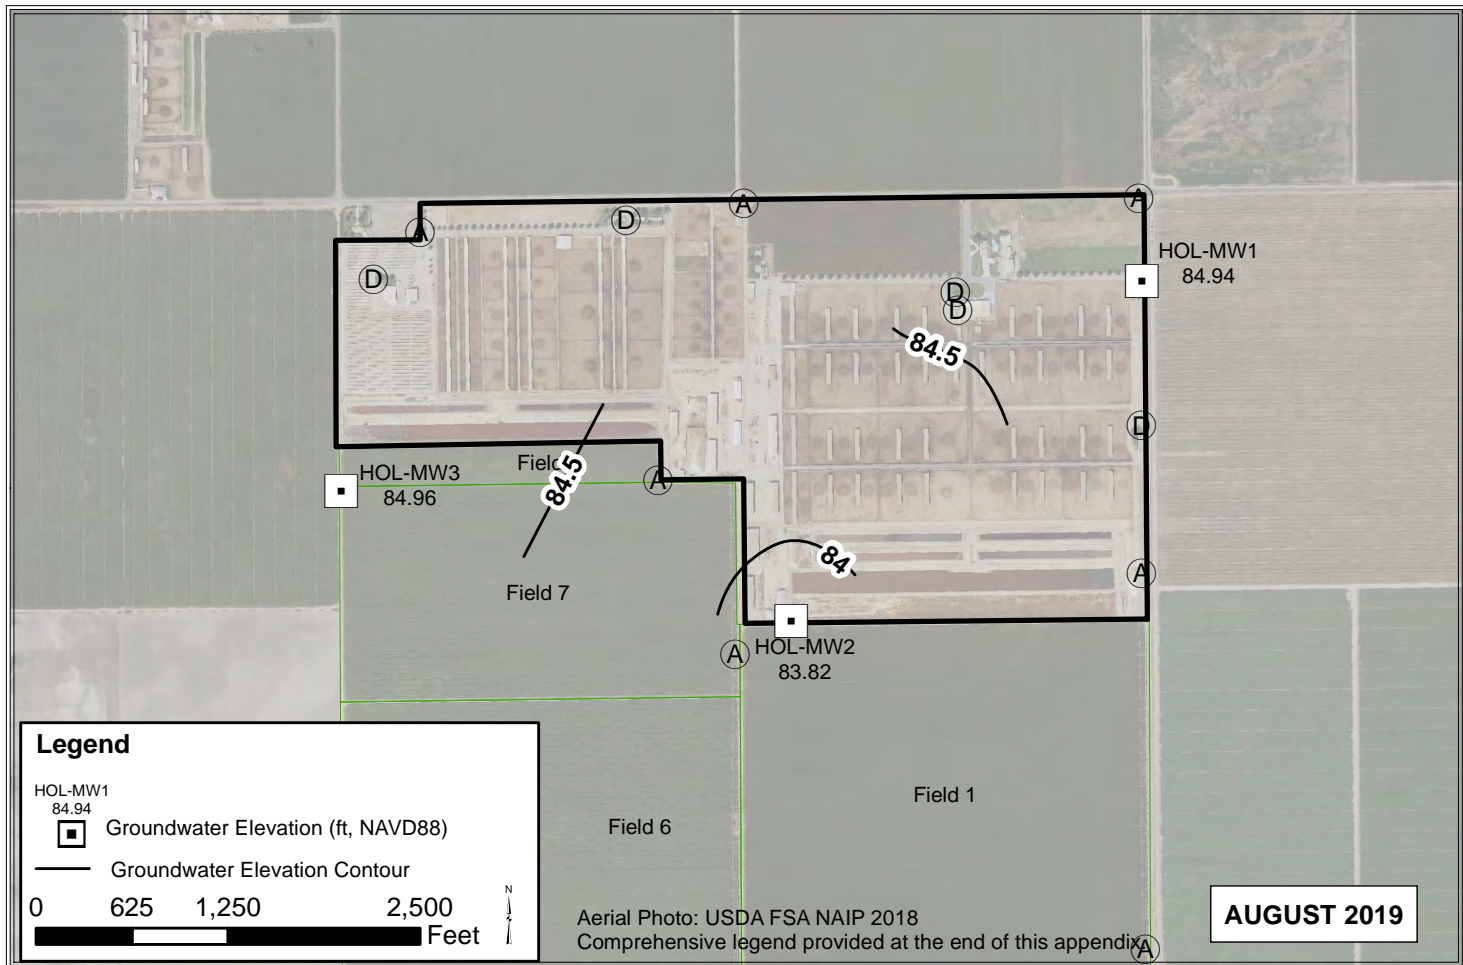 A
A
A
D
D
HOL-MW1
84.94
D
D
84.5
D
HOL-MW3
84.96
Field
84.5
A
84
A
Field 7
A
HOL-MW2
83.82
Field 1
Field 6
Legend
HOL-MW1
84.94
Groundwater Elevation (ft, NAVD88)
Groundwater Elevation Contour
0 625 1,250 2,500
Feet
N
Aerial Photo: USDA FSA NAIP 2018
Comprehensive legend provided at the end of this appendix.
A
AUGUST 2019